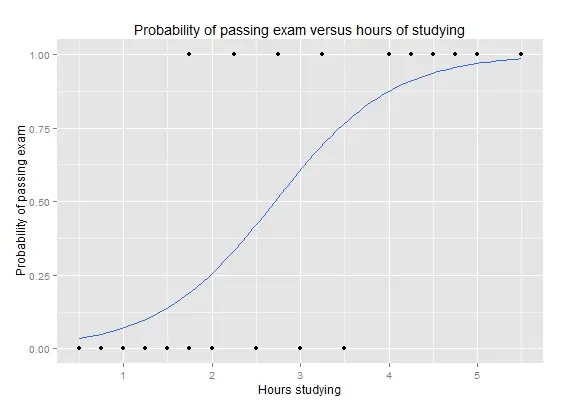 Probability of passing exam versus hours of studying
Probability of passing exam
1.00
0.75
0.50
0.25
0.00
1 2 3 4 5
Hours studying